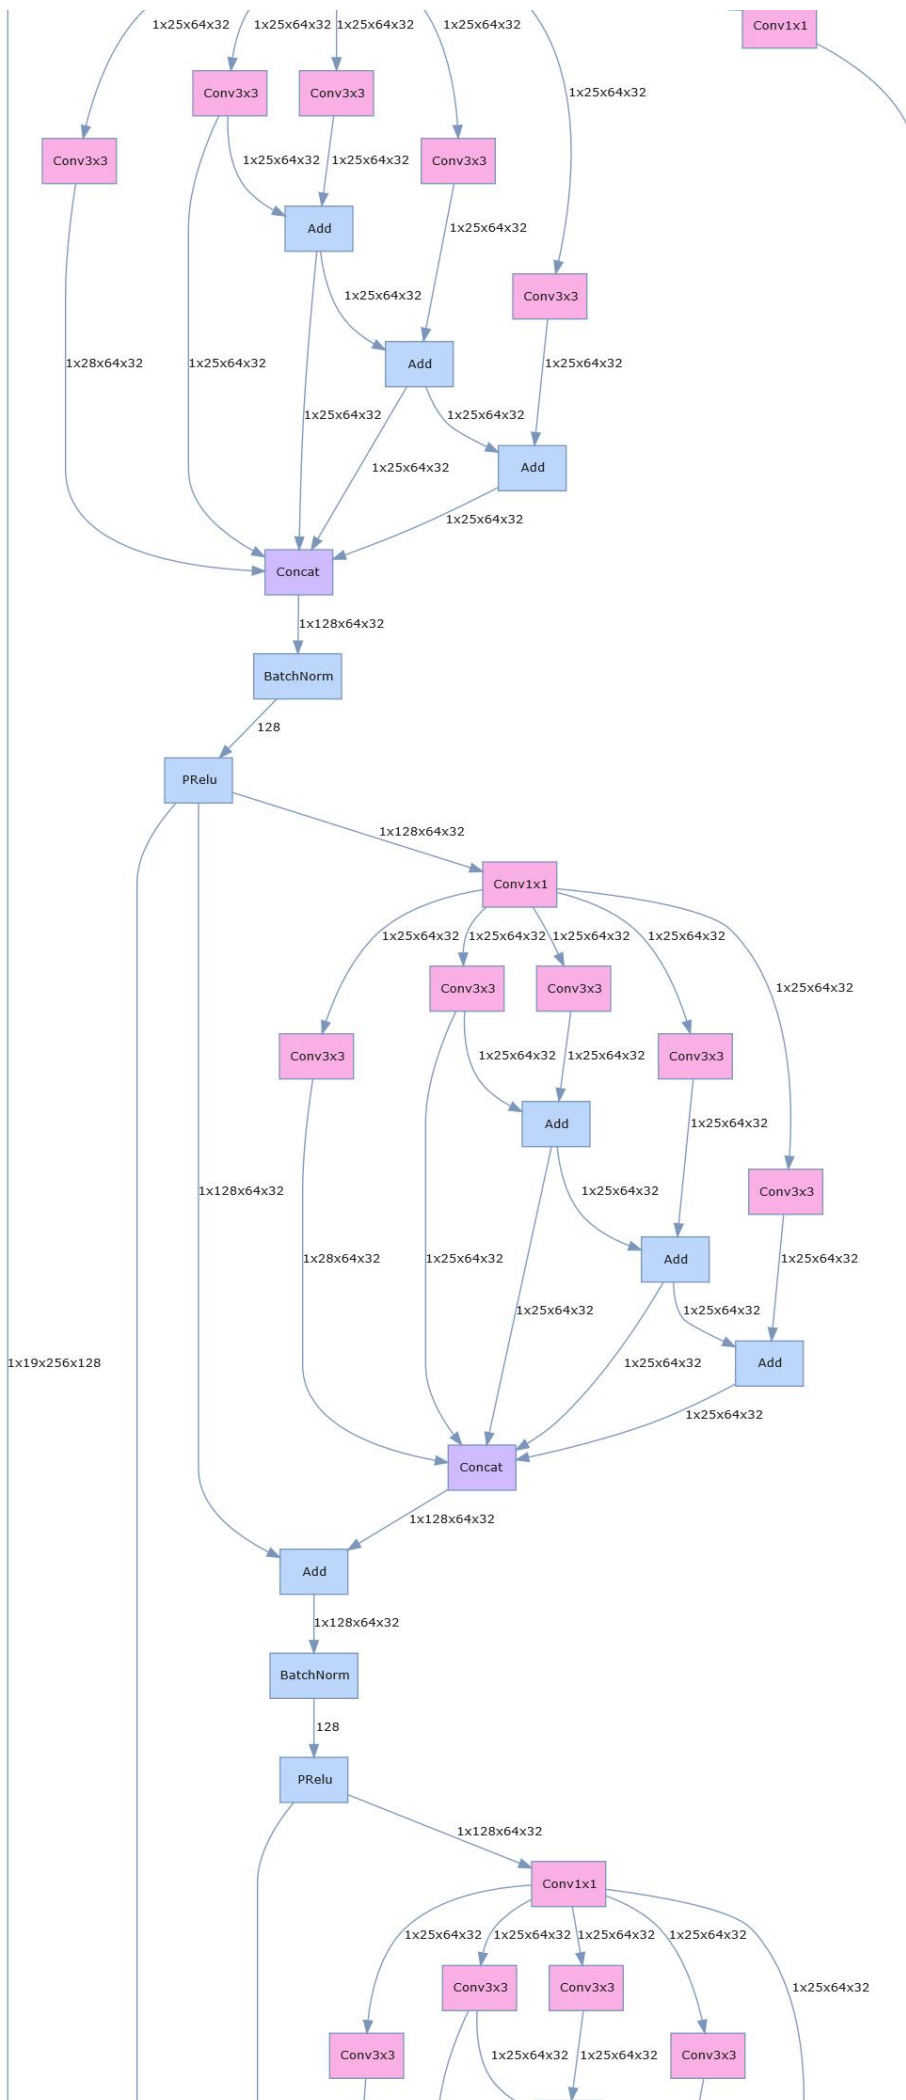 1x25x64x32 1x25x64x32 1x25x64x32 1x25x64x32 Conv1x1
Conv3x3 Conv3x3 1x25x64x32
Conv3x3 1x25x64x32 1x25x64x32 Conv3x3
Add 1x25x64x32
1x25x64x32 Conv3x3
1x28x64x32 1x25x64x32 Add 1x25x64x32
1x25x64x32 1x25x64x32
1x25x64x32 Add
1x25x64x32
Concat
1x128x64x32
BatchNorm
128
PRelu
1x128x64x32
Conv1x1
1x25x64x32 1x25x64x32 1x25x64x32 1x25x64x32
Conv3x3 Conv3x3 1x25x64x32
Conv3x3 1x25x64x32 1x25x64x32 Conv3x3
Add 1x25x64x32
1x128x64x32 1x25x64x32 Conv3x3
1x28x64x32 1x25x64x32 Add 1x25x64x32
1x25x64x32 1x25x64x32
1x19x256x128 1x25x64x32 Add
1x25x64x32
Concat
1x128x64x32
Add
1x128x64x32
BatchNorm
128
PRelu
1x128x64x32
Conv1x1
1x25x64x32 1x25x64x32 1x25x64x32 1x25x64x32
Conv3x3 Conv3x3 1x25x64x32
Conv3x3 1x25x64x32 1x25x64x32 Conv3x3